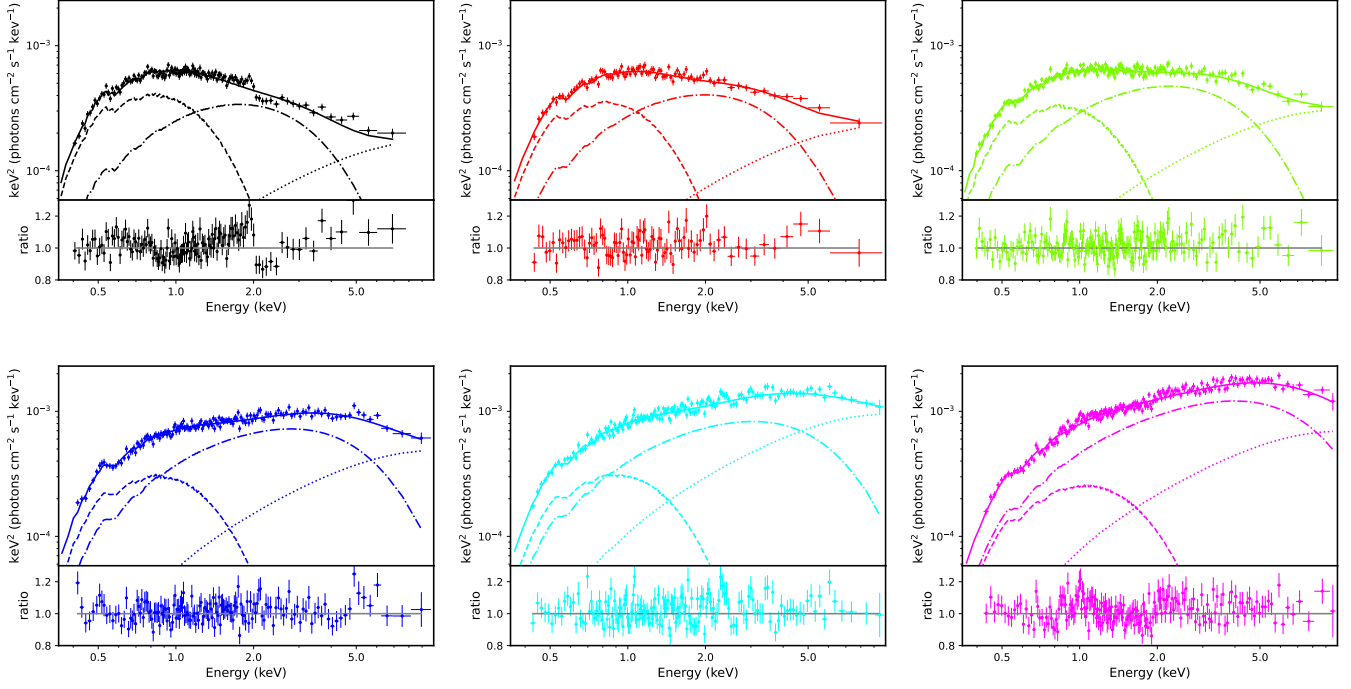 keV² (photons cm⁻² s⁻¹ keV⁻¹)
10⁻³
10⁻⁴
ratio
1.2
1.0
0.8
0.5 1.0 2.0 5.0
Energy (keV)
keV² (photons cm⁻² s⁻¹ keV⁻¹)
10⁻³
10⁻⁴
ratio
1.2
1.0
0.8
0.5 1.0 2.0 5.0
Energy (keV)
keV² (photons cm⁻² s⁻¹ keV⁻¹)
10⁻³
10⁻⁴
ratio
1.2
1.0
0.8
0.5 1.0 2.0 5.0
Energy (keV)
keV² (photons cm⁻² s⁻¹ keV⁻¹)
10⁻³
10⁻⁴
ratio
1.2
1.0
0.8
0.5 1.0 2.0 5.0
Energy (keV)
keV² (photons cm⁻² s⁻¹ keV⁻¹)
10⁻³
10⁻⁴
ratio
1.2
1.0
0.8
0.5 1.0 2.0 5.0
Energy (keV)
keV² (photons cm⁻² s⁻¹ keV⁻¹)
10⁻³
10⁻⁴
ratio
1.2
1.0
0.8
0.5 1.0 2.0 5.0
Energy (keV)